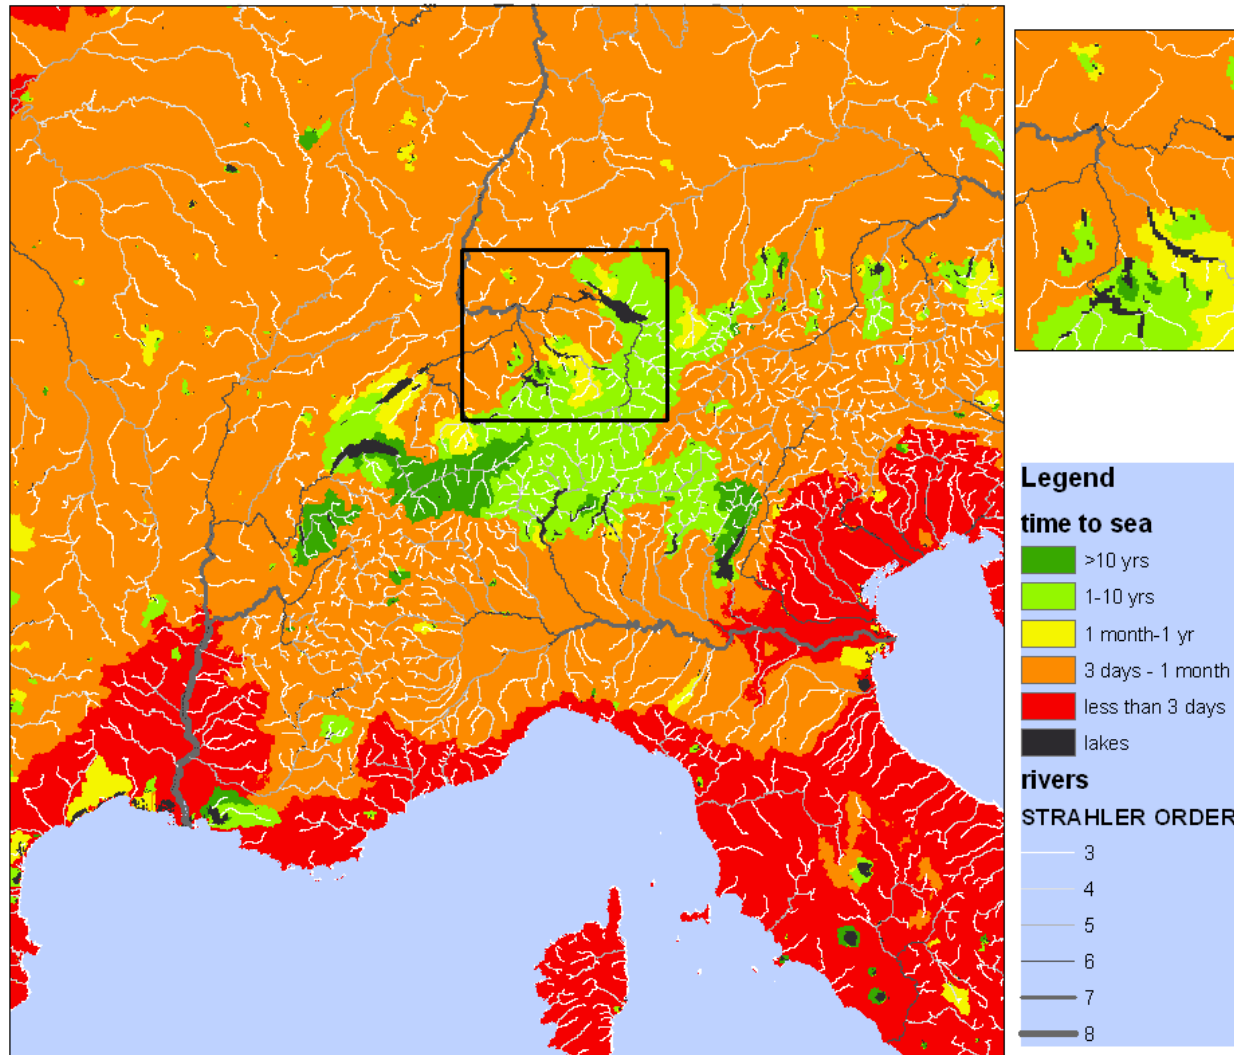 Legend
time to sea
>10 yrs
1-10 yrs
1 month-1 yr
3 days - 1 month
less than 3 days
lakes
rivers
STRAHLER ORDER
3
4
5
6
7
8